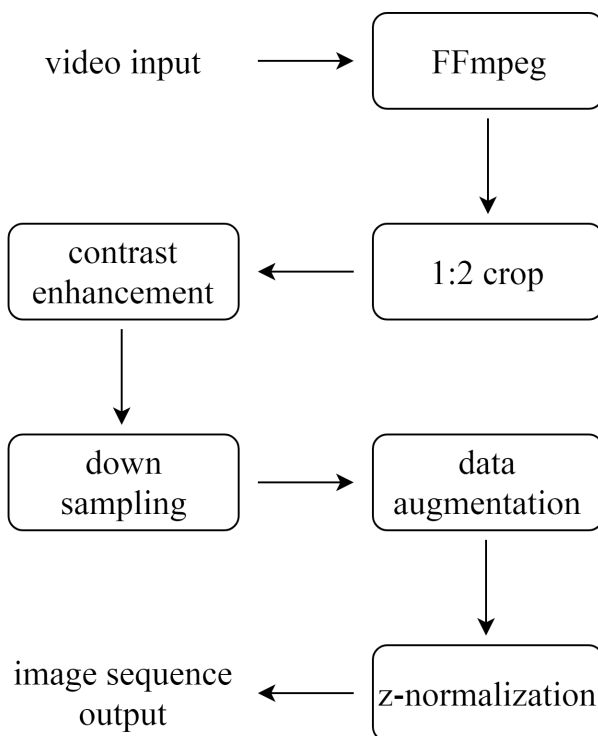 video input
FFmpeg
1:2 crop
contrast
enhancement
down
sampling
data
augmentation
z-normalization
image sequence
output